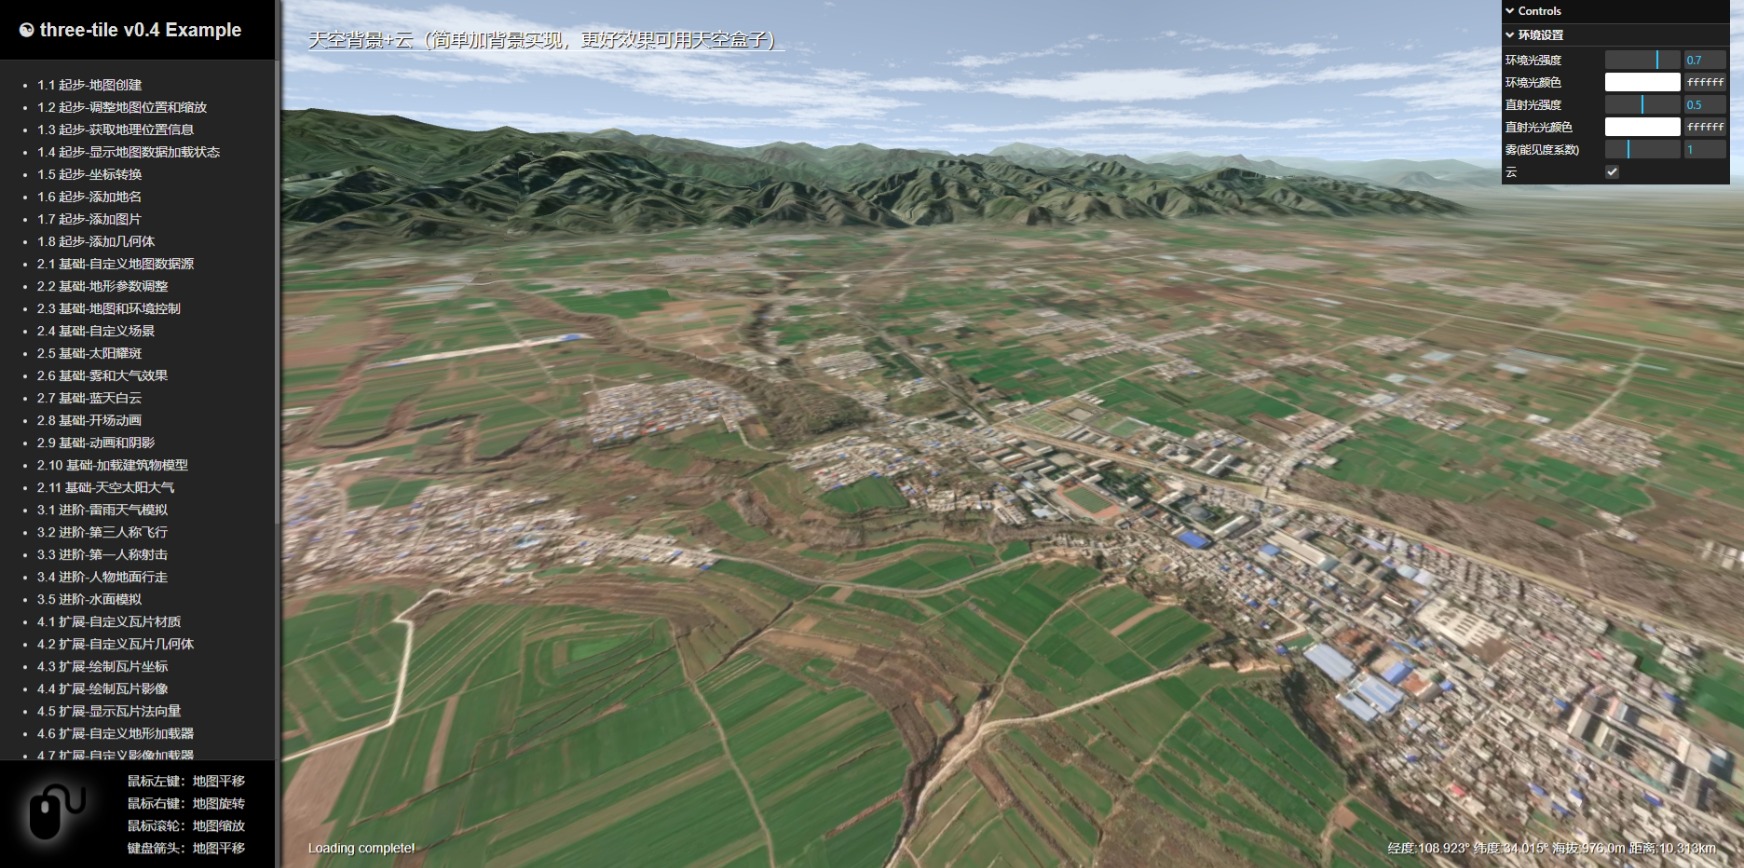 three-tile v0.4 Example
1.1 起步-地图创建
1.2 起步-调整地图位置和缩放
1.3 起步-获取地理位置信息
1.4 起步-显示地图数据加载状态
1.5 起步-坐标转换
1.6 起步-添加地名
1.7 起步-添加图片
1.8 起步-添加几何体
2.1 基础-自定义地图数据源
2.2 基础-地形参数调整
2.3 基础-地图和环境控制
2.4 基础-自定义场景
2.5 基础-太阳耀斑
2.6 基础-雾和大气效果
2.7 基础-蓝天白云
2.8 基础-开场动画
2.9 基础-动画和阴影
2.10 基础-加载建筑物模型
2.11 基础-天空太阳大气
3.1 进阶-雷雨天气模拟
3.2 进阶-第三人称飞行
3.3 进阶-第一人称射击
3.4 进阶-人物地面行走
3.5 进阶-水面模拟
4.1 扩展-自定义瓦片材质
4.2 扩展-自定义瓦片几何体
4.3 扩展-绘制瓦片坐标
4.4 扩展-绘制瓦片影像
4.5 扩展-显示瓦片法向量
4.6 扩展-自定义地形加载器
4.7 扩展-自定义影像加载器
鼠标左键：地图平移
鼠标右键：地图旋转
鼠标滚轮：地图缩放
键盘箭头：地图平移
天空背景+云（简单加背景实现，更好效果可用天空盒子）
Controls
环境设置
环境光强度 0.7
环境光颜色 ffffff
直射光强度 0.5
直射光光颜色 ffffff
雾(能见度系数) 1
云
Loading complete!
经度:108.923° 纬度:34.015° 海拔:976.0m 距离:10.313km